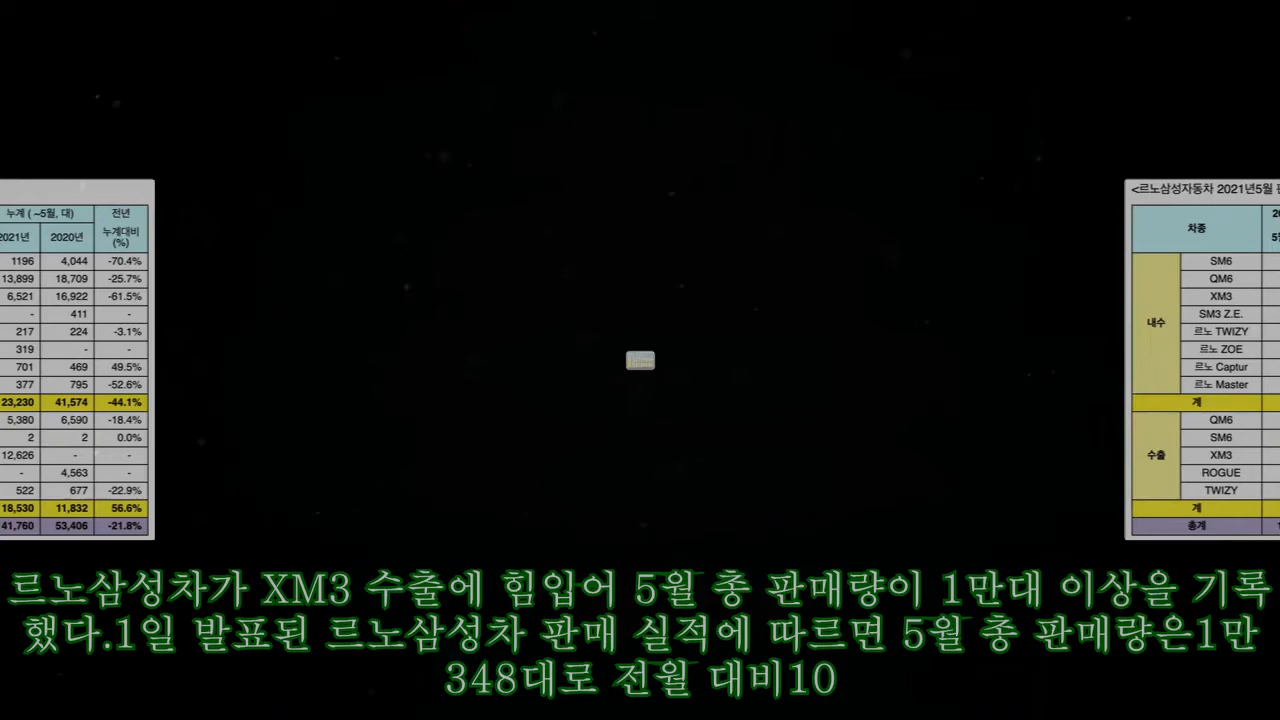 누계 ( ~5월, 대) 전년
누계대비
(%)
2020년
1196 4,044 -70.4%
13,899 18,709 -25.7%
6,521 16,922 -61.5%
- 411 -
217 224 -3.1%
319 - -
701 469 49.5%
377 795 -52.6%
23,230 41,574 -44.1%
5,380 6,590 -18.4%
2 2 0.0%
12,626 - -
- 4,563 -
522 677 -22.9%
18,530 11,832 56.6%
41,760 53,406 -21.8%
<르노삼성자동차 2021년5월
차종
내수
SM6
QM6
XM3
SM3 Z.E.
르노 TWIZY
르노 ZOE
르노 Captur
르노 Master
계
수출
QM6
SM6
XM3
ROGUE
TWIZY
계
총계
르노삼성차가 XM3 수출에 힘입어 5월 총 판매량이 1만대 이상을 기록
했다.1일 발표된 르노삼성차 판매 실적에 따르면 5월 총 판매량은1만
348대로 전월 대비10